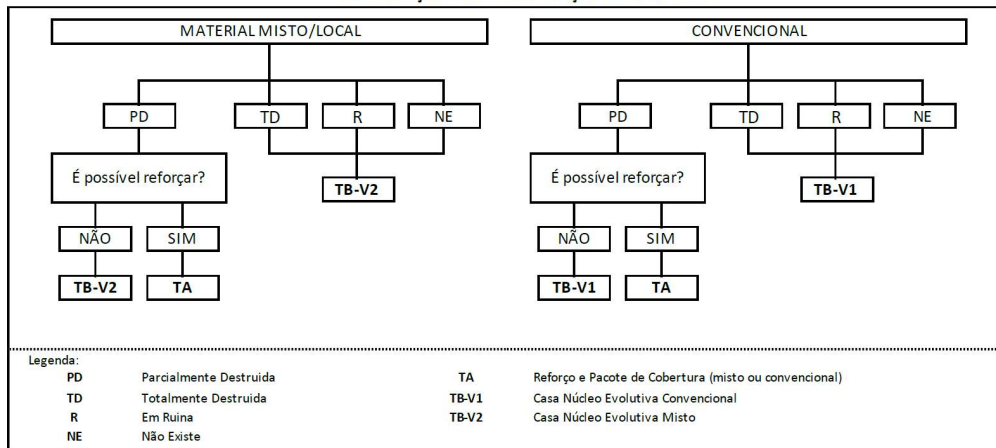 MATERIAL MISTO/LOCAL
PD
TD
R
NE
É possível reforçar?
TB-V2
NÃO
SIM
TB-V2
TA
CONVENCIONAL
PD
TD
R
NE
É possível reforçar?
TB-V1
NÃO
SIM
TB-V1
TA
Legenda:
PD Parcialmente Destruida
TD Totalmente Destruida
R Em Ruina
NE Não Existe
TA Reforço e Pacote de Cobertura (misto ou convencional)
TB-V1 Casa Núcleo Evolutiva Convencional
TB-V2 Casa Núcleo Evolutiva Misto